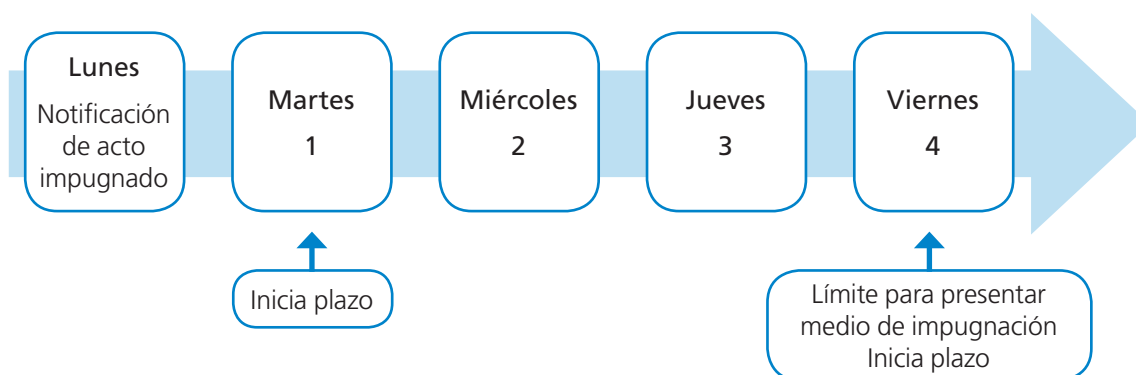 Lunes
Notificación
de acto
impugnado
Martes
1
Miércoles
2
Jueves
3
Viernes
4
Inicia plazo
Límite para presentar
medio de impugnación
Inicia plazo